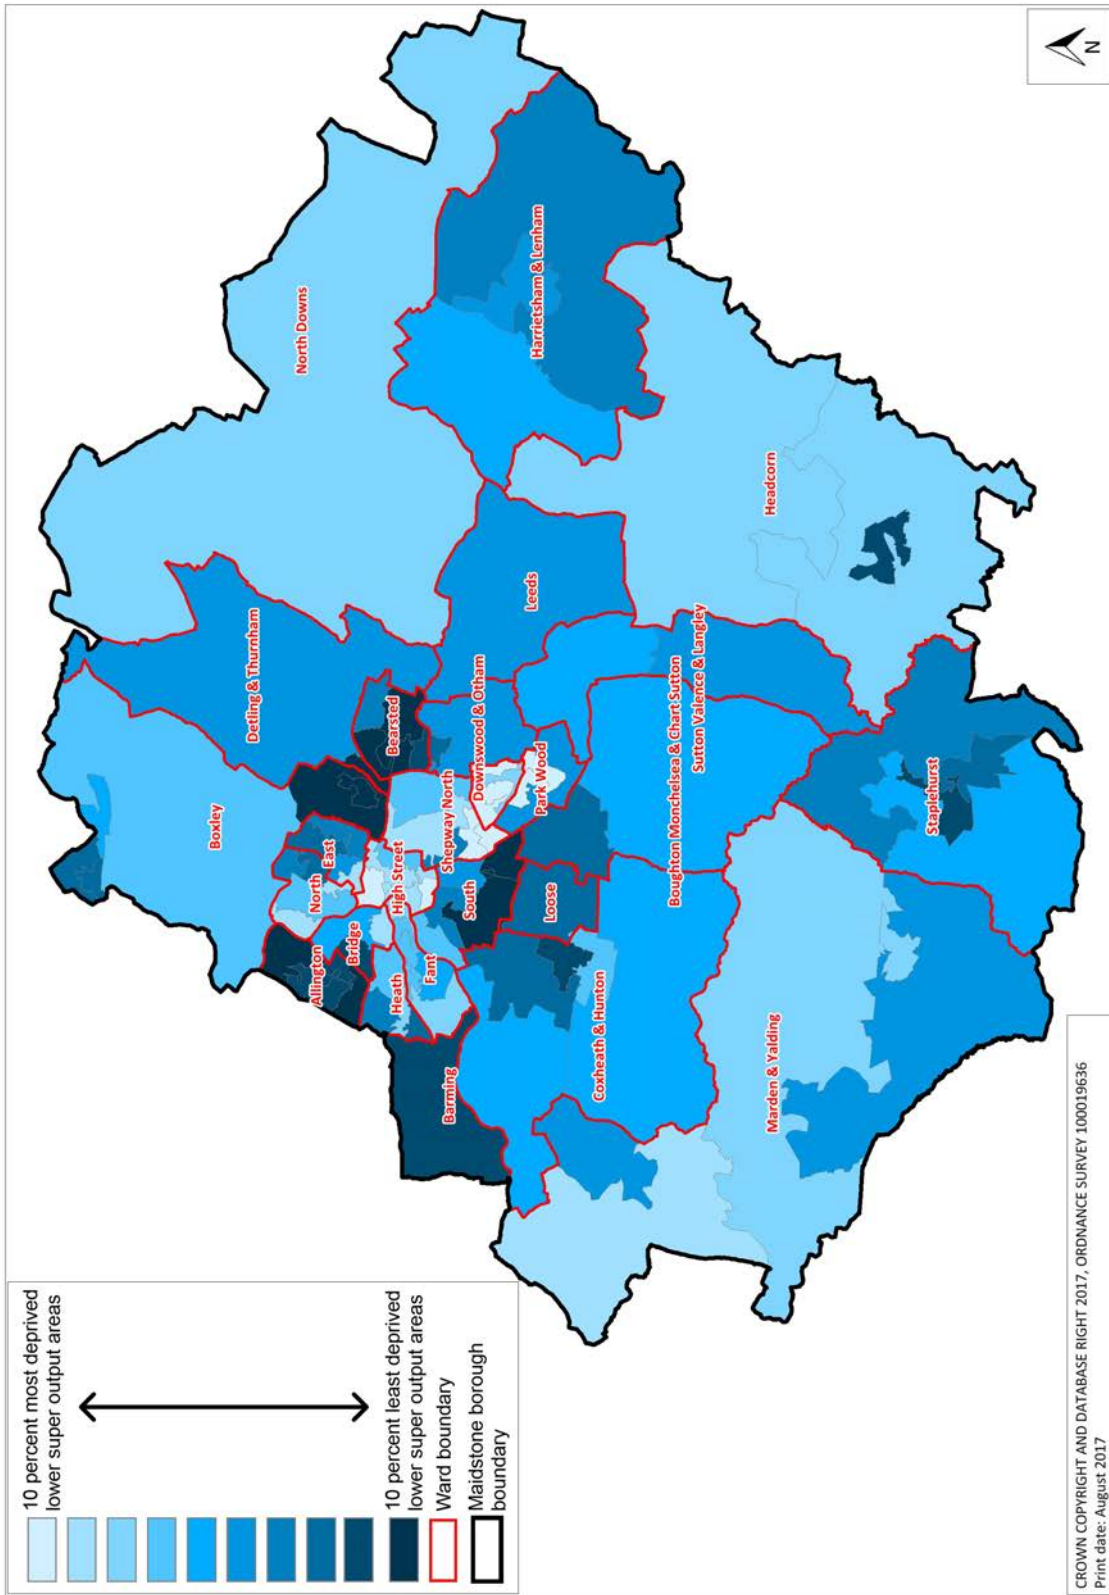 10 percent most deprived
lower super output areas
10 percent least deprived
lower super output areas
Ward boundary
Maidstone borough
boundary
North Downs
Harrietsham & Lenham
Headcorn
Detling & Thurnham
Leeds
Boxley
Bearsted
Downswood & Otham
Sutton Valence & Langley
Boughton Monchelsea & Chart Sutton
Staplehurst
East
North
High Street
Shepway North
Park Wood
South
Loose
Allington
Bridge
Heath
Fant
Barming
Coxheath & Hunton
Marden & Yalding
N
CROWN COPYRIGHT AND DATABASE RIGHT 2017, ORDNANCE SURVEY 100019636
Print date: August 2017